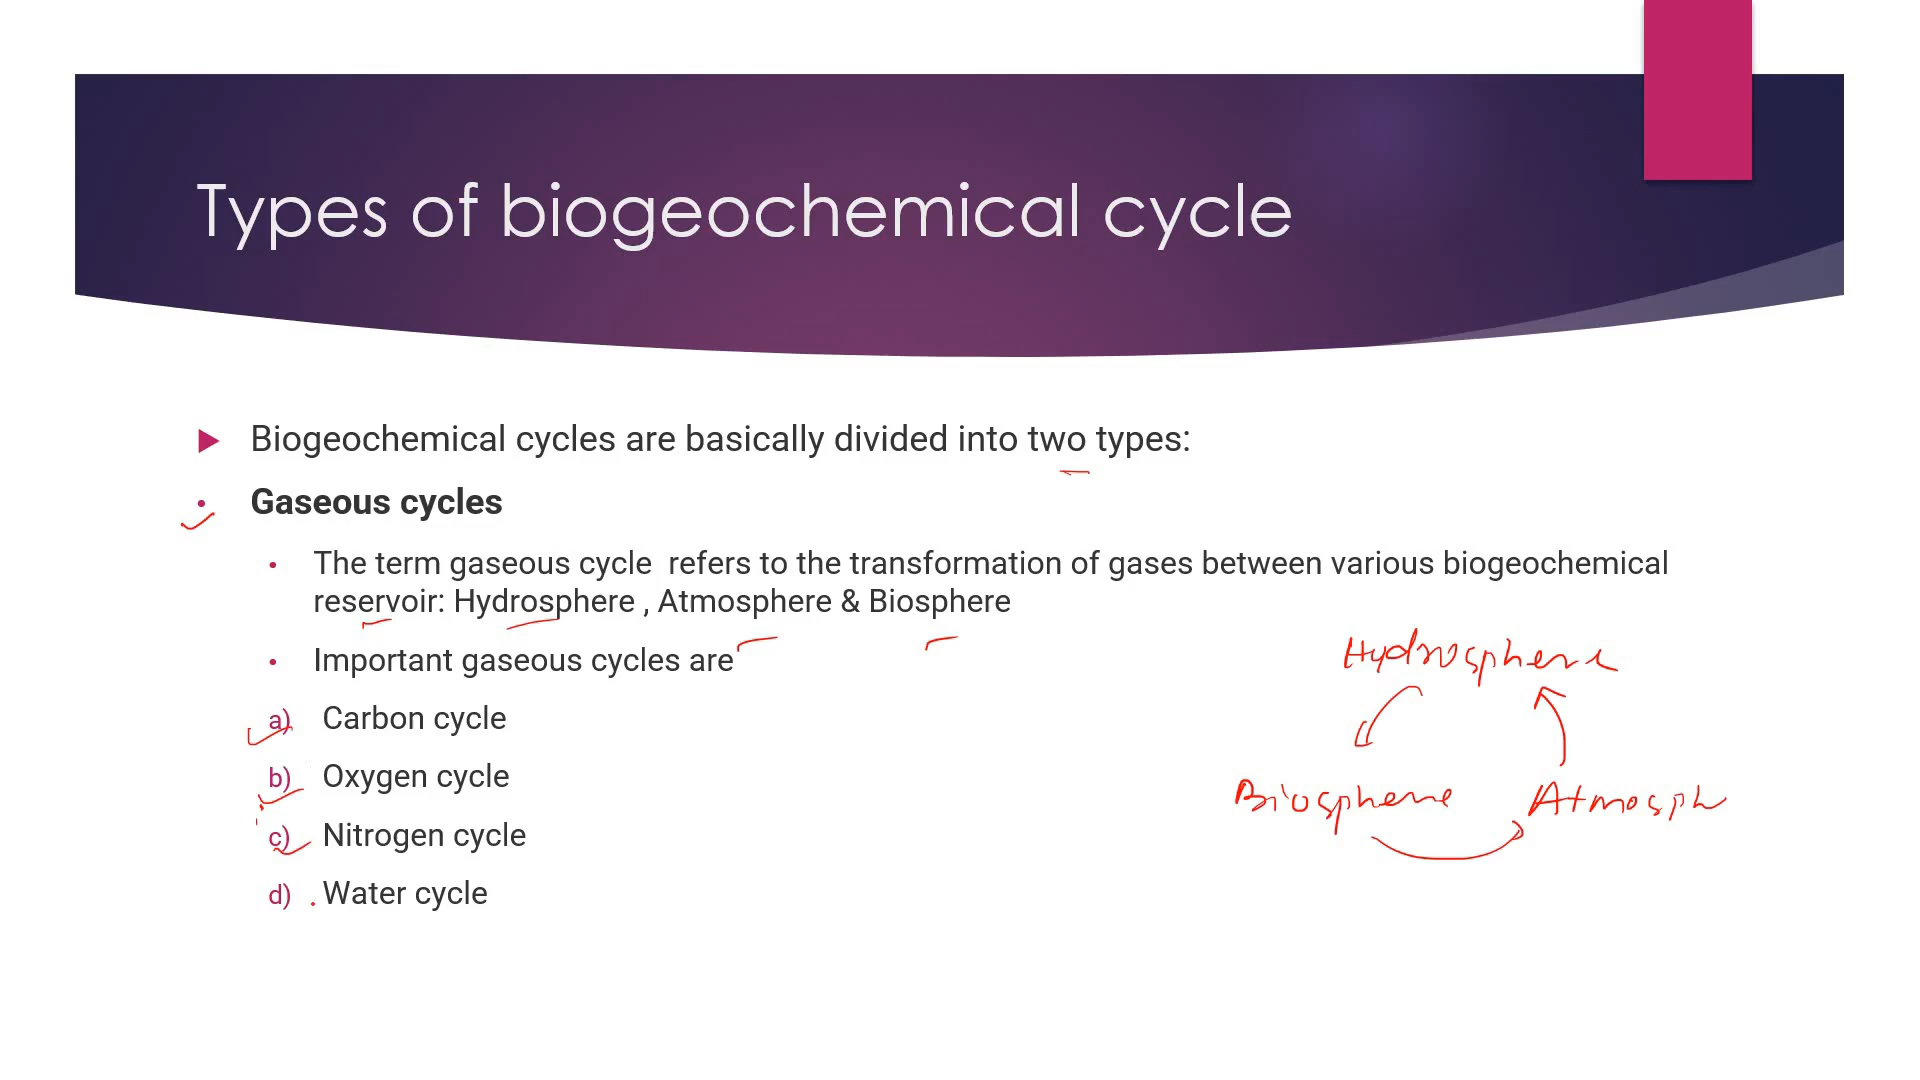 Types of biogeochemical cycle
Biogeochemical cycles are basically divided into two types:
• Gaseous cycles
• The term gaseous cycle refers to the transformation of gases between various biogeochemical
reservoir: Hydrosphere , Atmosphere & Biosphere
• Important gaseous cycles are
a) Carbon cycle
b) Oxygen cycle
c) Nitrogen cycle
d) Water cycle
Hydrosphere
Biosphere Atmosph